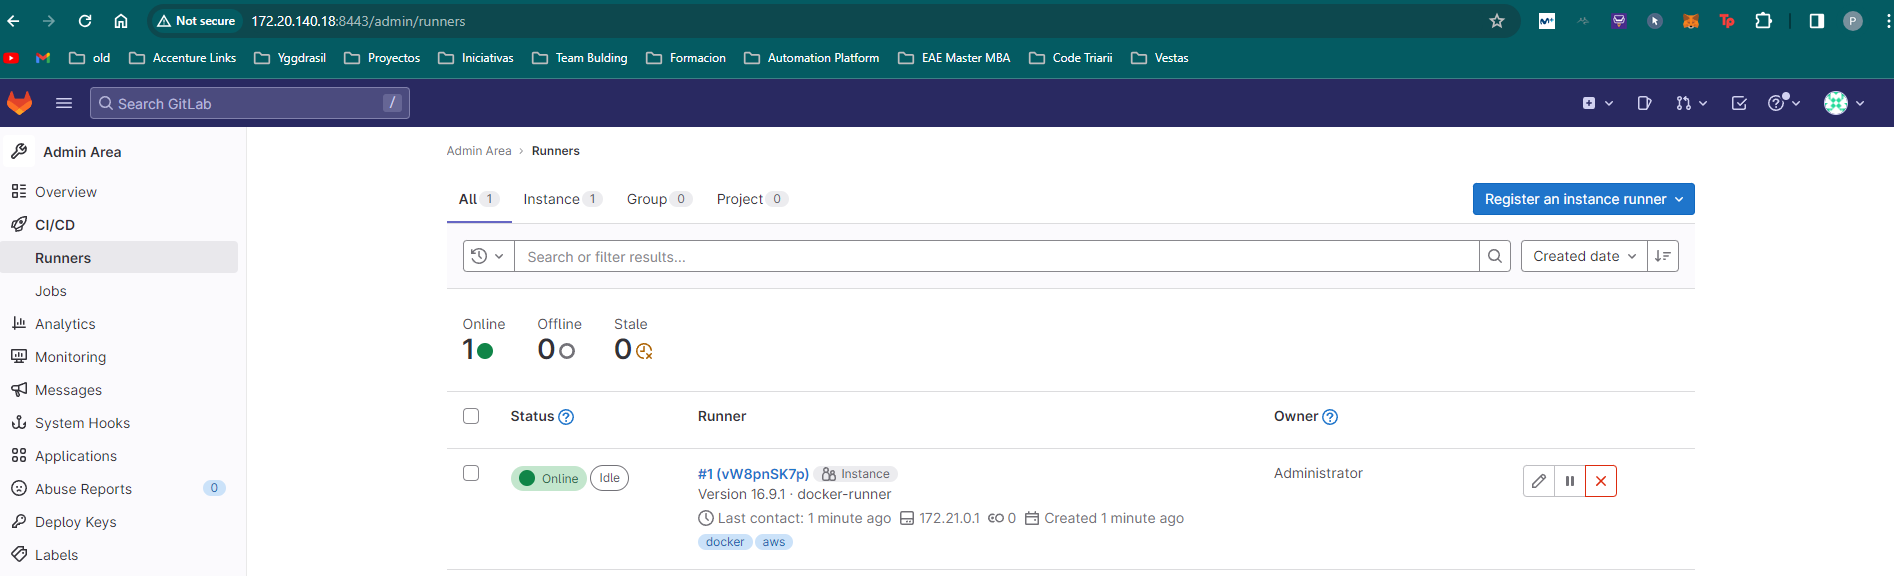 Not secure 172.20.140.18:8443/admin/runners
M+ Tp P
old Accenture Links Yggdrasil Proyectos Iniciativas Team Bulding Formacion Automation Platform EAE Master MBA Code Triarii Vestas
Search GitLab /
Admin Area
Overview
CI/CD
Runners
Jobs
Analytics
Monitoring
Messages
System Hooks
Applications
Abuse Reports 0
Deploy Keys
Labels
Admin Area › Runners
All 1 Instance 1 Group 0 Project 0 Register an instance runner
Search or filter results... Created date
Online Offline Stale
1 0 0
Status Runner Owner
Online Idle #1 (vW8pnSK7p) Instance Administrator
Version 16.9.1 · docker-runner
Last contact: 1 minute ago 172.21.0.1 0 Created 1 minute ago
docker aws